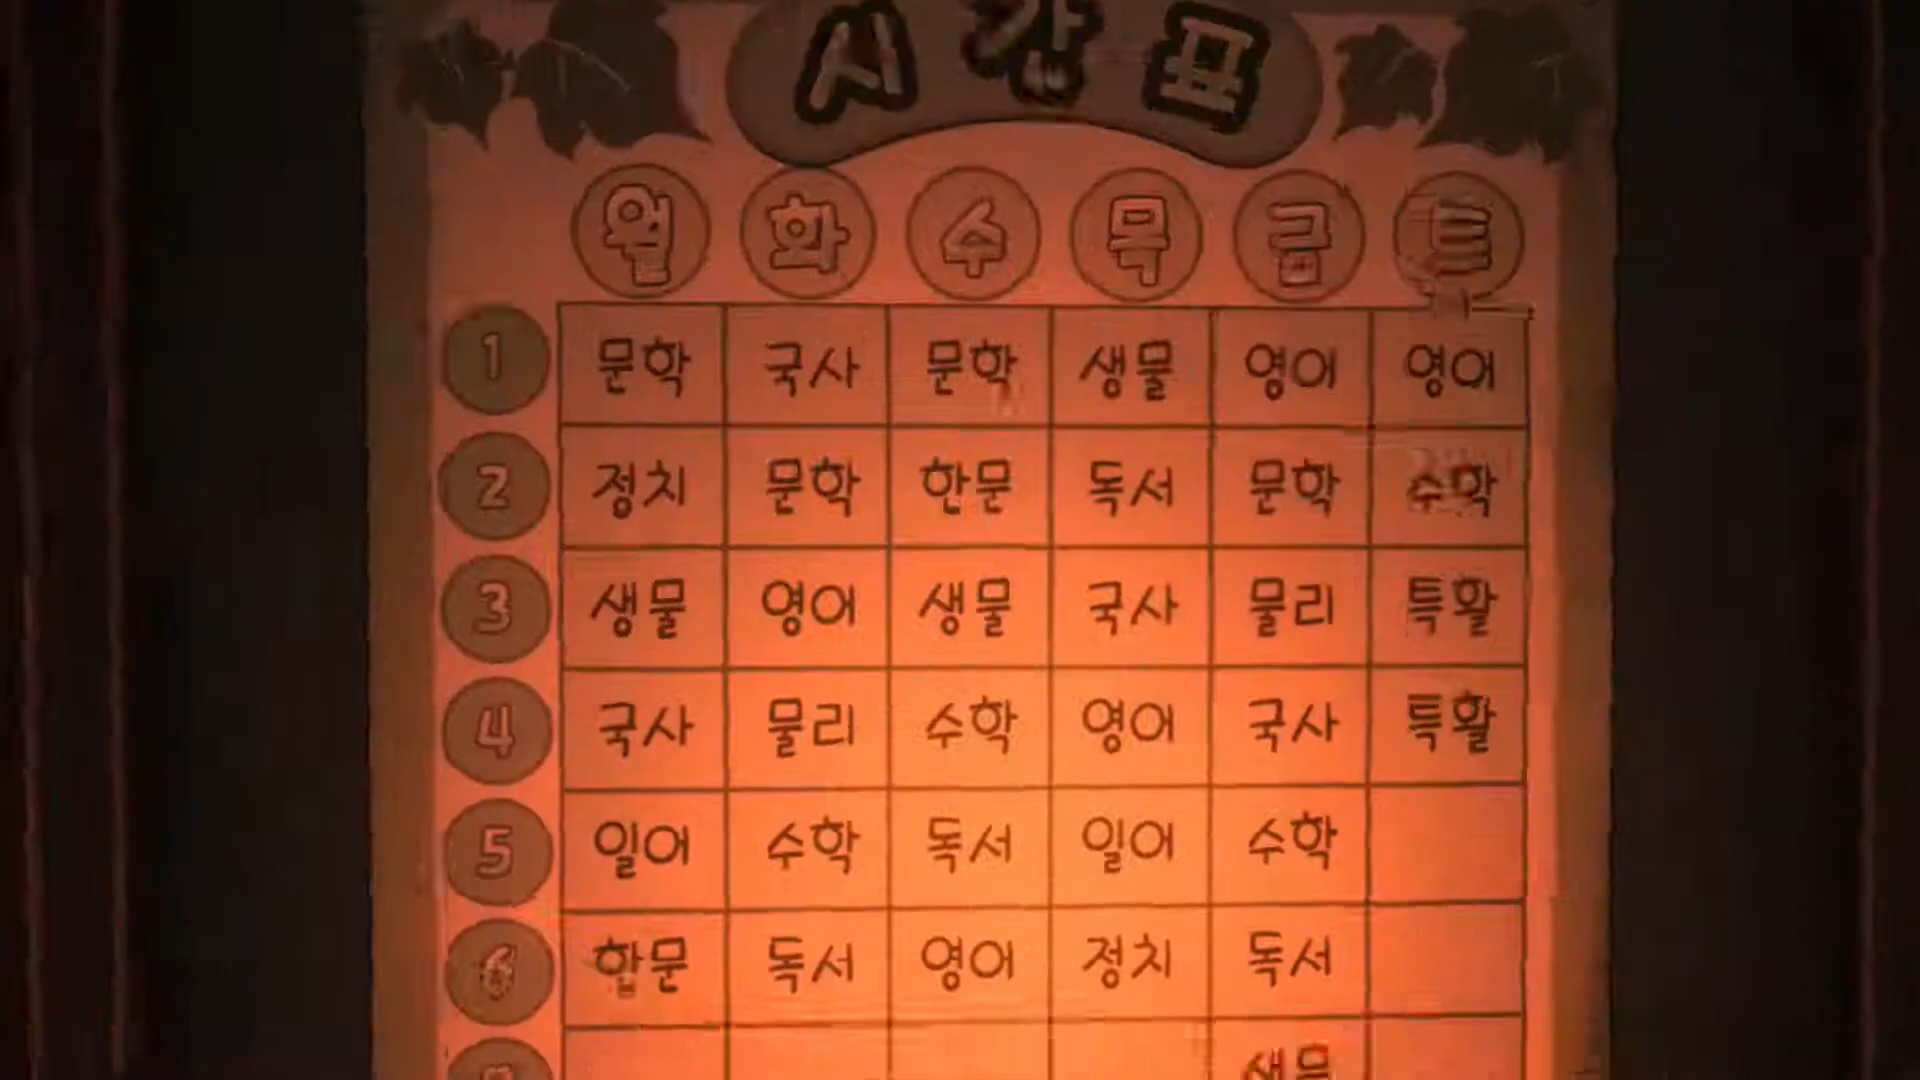 시간표
월 화 수 목 금 토
1 문학 국사 문학 생물 영어 영어
2 정치 문학 한문 독서 문학 수학
3 생물 영어 생물 국사 물리 특활
4 국사 물리 수학 영어 국사 특활
5 일어 수학 독서 일어 수학
6 한문 독서 영어 정치 독서
생물